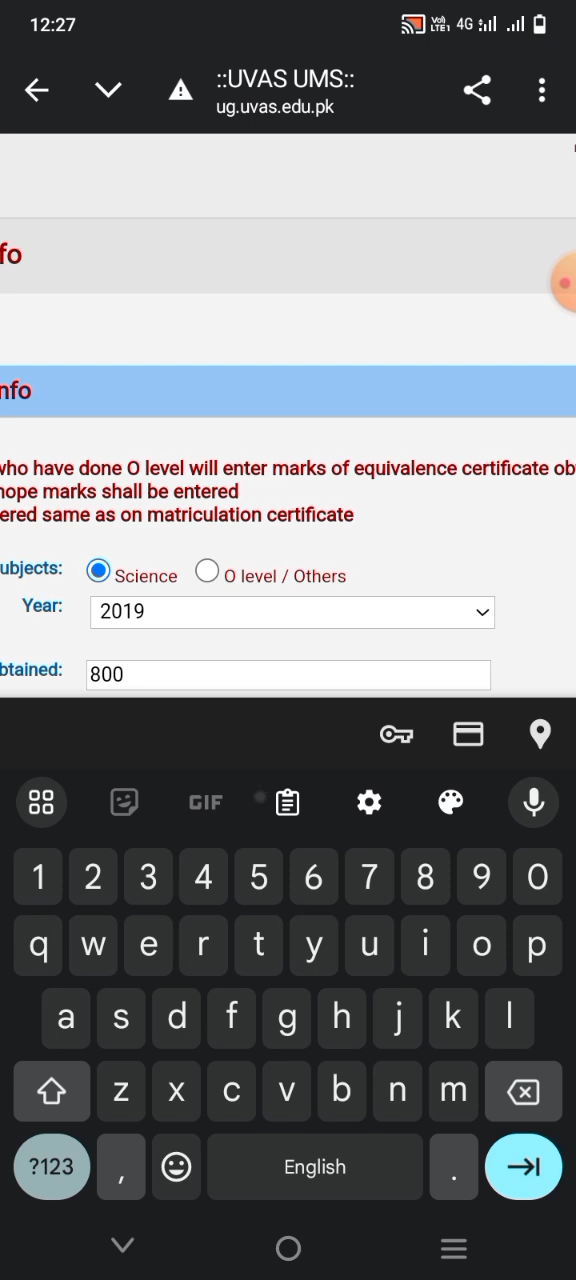 12:27
Vo) 4G
LTE1
::UVAS UMS::
ug.uvas.edu.pk
fo
nfo
who have done O level will enter marks of equivalence certificate ob
hope marks shall be entered
ered same as on matriculation certificate
ubjects: Science O level / Others
Year: 2019
btained: 800
GIF
1 2 3 4 5 6 7 8 9 0
q w e r t y u i o p
a s d f g h j k l
z x c v b n m
?123 , English .